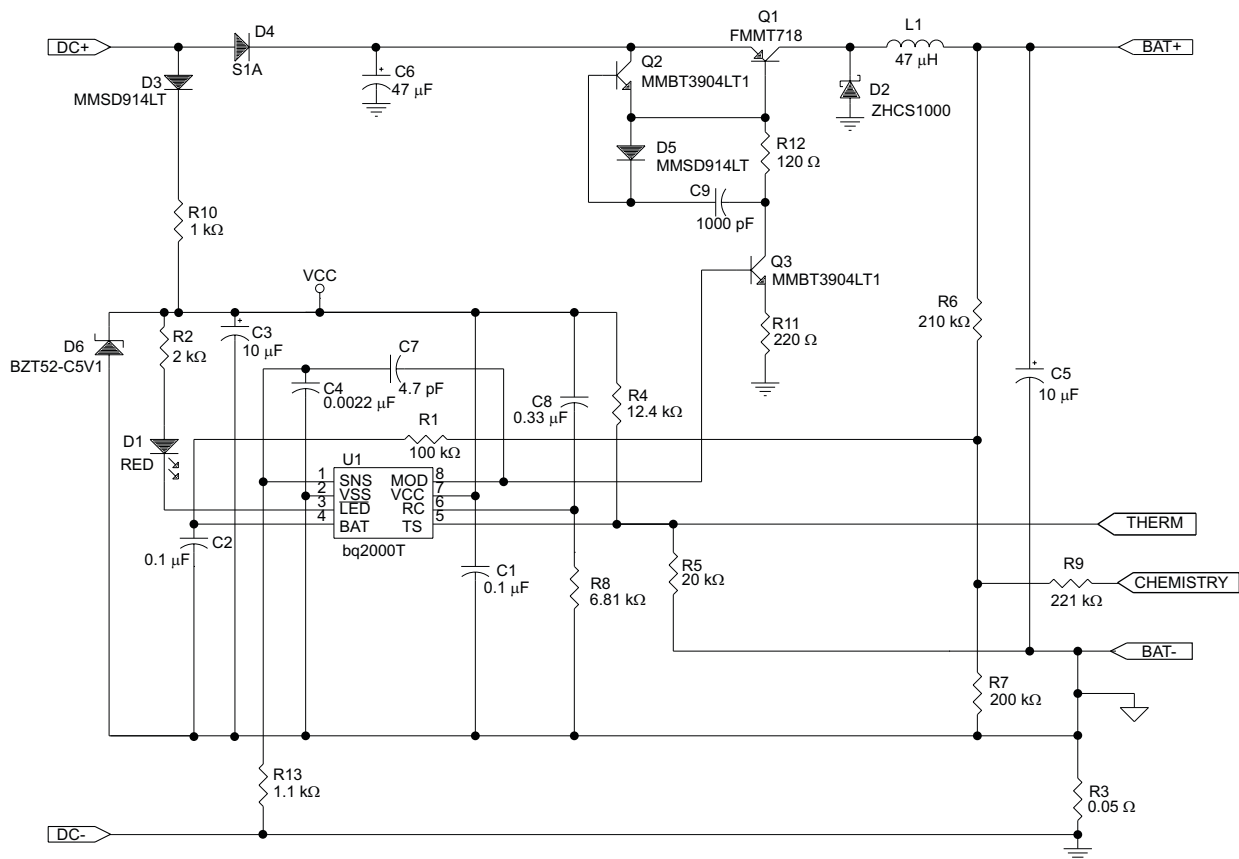 DC+
D4
S1A
D3
MMSD914LT
C6
47 μF
+
Q2
MMBT3904LT1
Q1
FMMT718
L1
47 μH
BAT+
D2
ZHCS1000
D5
MMSD914LT
R12
120 Ω
C9
1000 pF
R10
1 kΩ
Q3
MMBT3904LT1
VCC
R11
220 Ω
R6
210 kΩ
D6
BZT52-C5V1
R2
2 kΩ
+
C3
10 μF
C7
4.7 pF
C4
0.0022 μF
C8
0.33 μF
R4
12.4 kΩ
+
C5
10 μF
D1
RED
R1
100 kΩ
U1
1 SNS MOD 8
2 VSS VCC 7
3 LED RC 6
4 BAT TS 5
bq2000T
THERM
C2
0.1 μF
C1
0.1 μF
R8
6.81 kΩ
R5
20 kΩ
R9
221 kΩ
CHEMISTRY
BAT-
R7
200 kΩ
R13
1.1 kΩ
R3
0.05 Ω
DC-